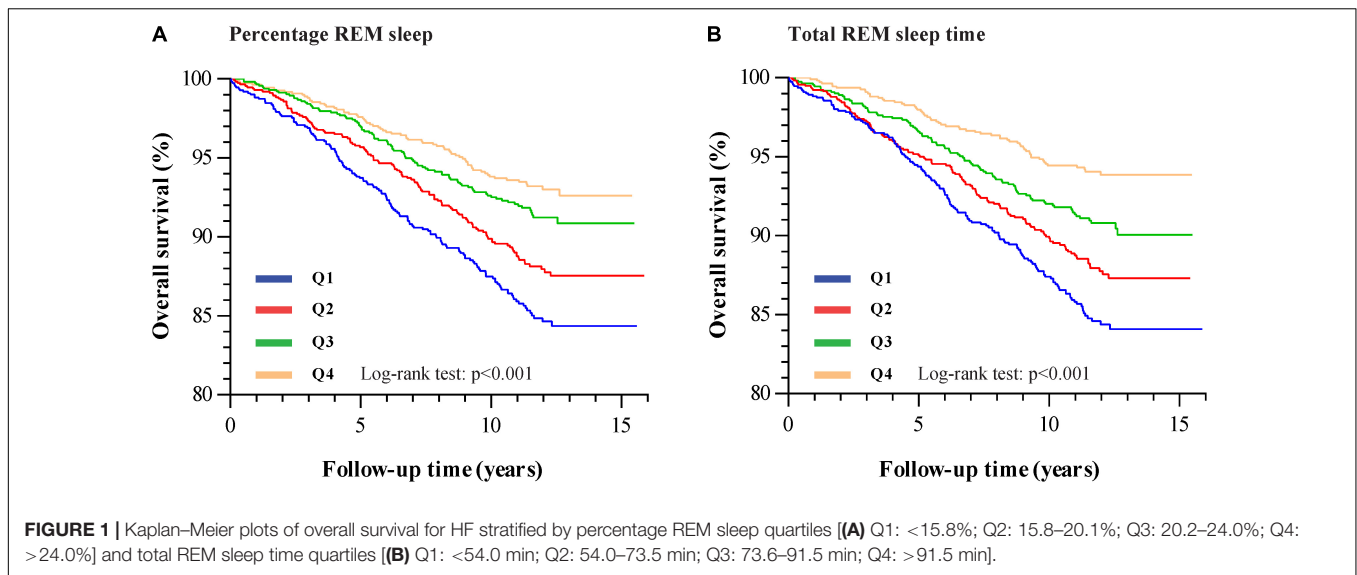 A Percentage REM sleep
100
95
90
85
80
Overall survival (%)
Q1
Q2
Q3
Q4 Log-rank test: p<0.001
0 5 10 15
Follow-up time (years)
B Total REM sleep time
100
95
90
85
80
Overall survival (%)
Q1
Q2
Q3
Q4 Log-rank test: p<0.001
0 5 10 15
Follow-up time (years)
FIGURE 1 | Kaplan–Meier plots of overall survival for HF stratified by percentage REM sleep quartiles [(A) Q1: <15.8%; Q2: 15.8–20.1%; Q3: 20.2–24.0%; Q4:
>24.0%] and total REM sleep time quartiles [(B) Q1: <54.0 min; Q2: 54.0–73.5 min; Q3: 73.6–91.5 min; Q4: >91.5 min].